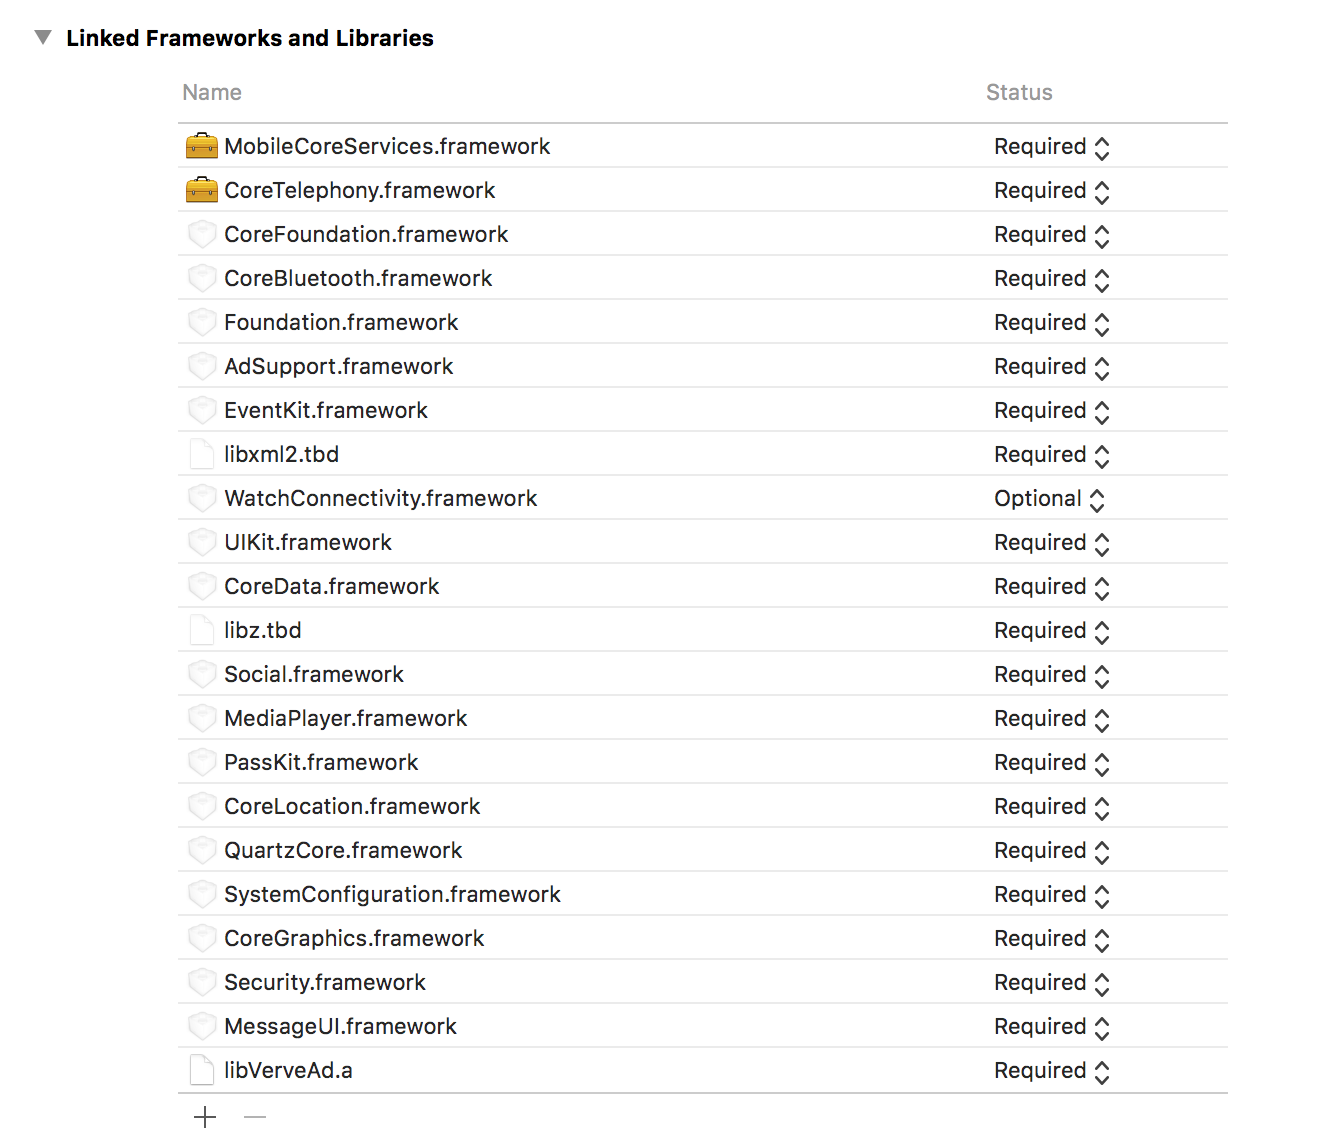 Linked Frameworks and Libraries
Name Status
MobileCoreServices.framework Required
CoreTelephony.framework Required
CoreFoundation.framework Required
CoreBluetooth.framework Required
Foundation.framework Required
AdSupport.framework Required
EventKit.framework Required
libxml2.tbd Required
WatchConnectivity.framework Optional
UIKit.framework Required
CoreData.framework Required
libz.tbd Required
Social.framework Required
MediaPlayer.framework Required
PassKit.framework Required
CoreLocation.framework Required
QuartzCore.framework Required
SystemConfiguration.framework Required
CoreGraphics.framework Required
Security.framework Required
MessageUI.framework Required
libVerveAd.a Required